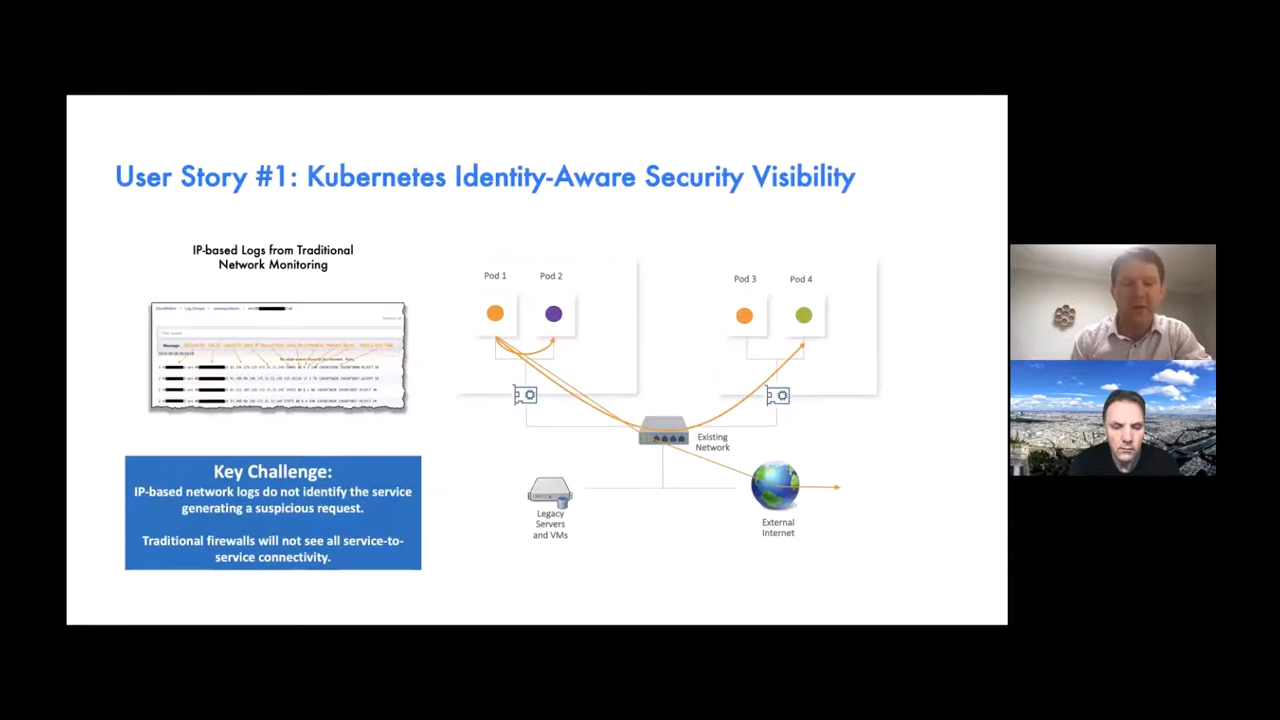 User Story #1: Kubernetes Identity-Aware Security Visibility
IP-based Logs from Traditional
Network Monitoring
Key Challenge:
IP-based network logs do not identify the service
generating a suspicious request.
Traditional firewalls will not see all service-to-
service connectivity.
Pod 1
Pod 2
Pod 3
Pod 4
Existing
Network
Legacy
Servers
and VMs
External
Internet